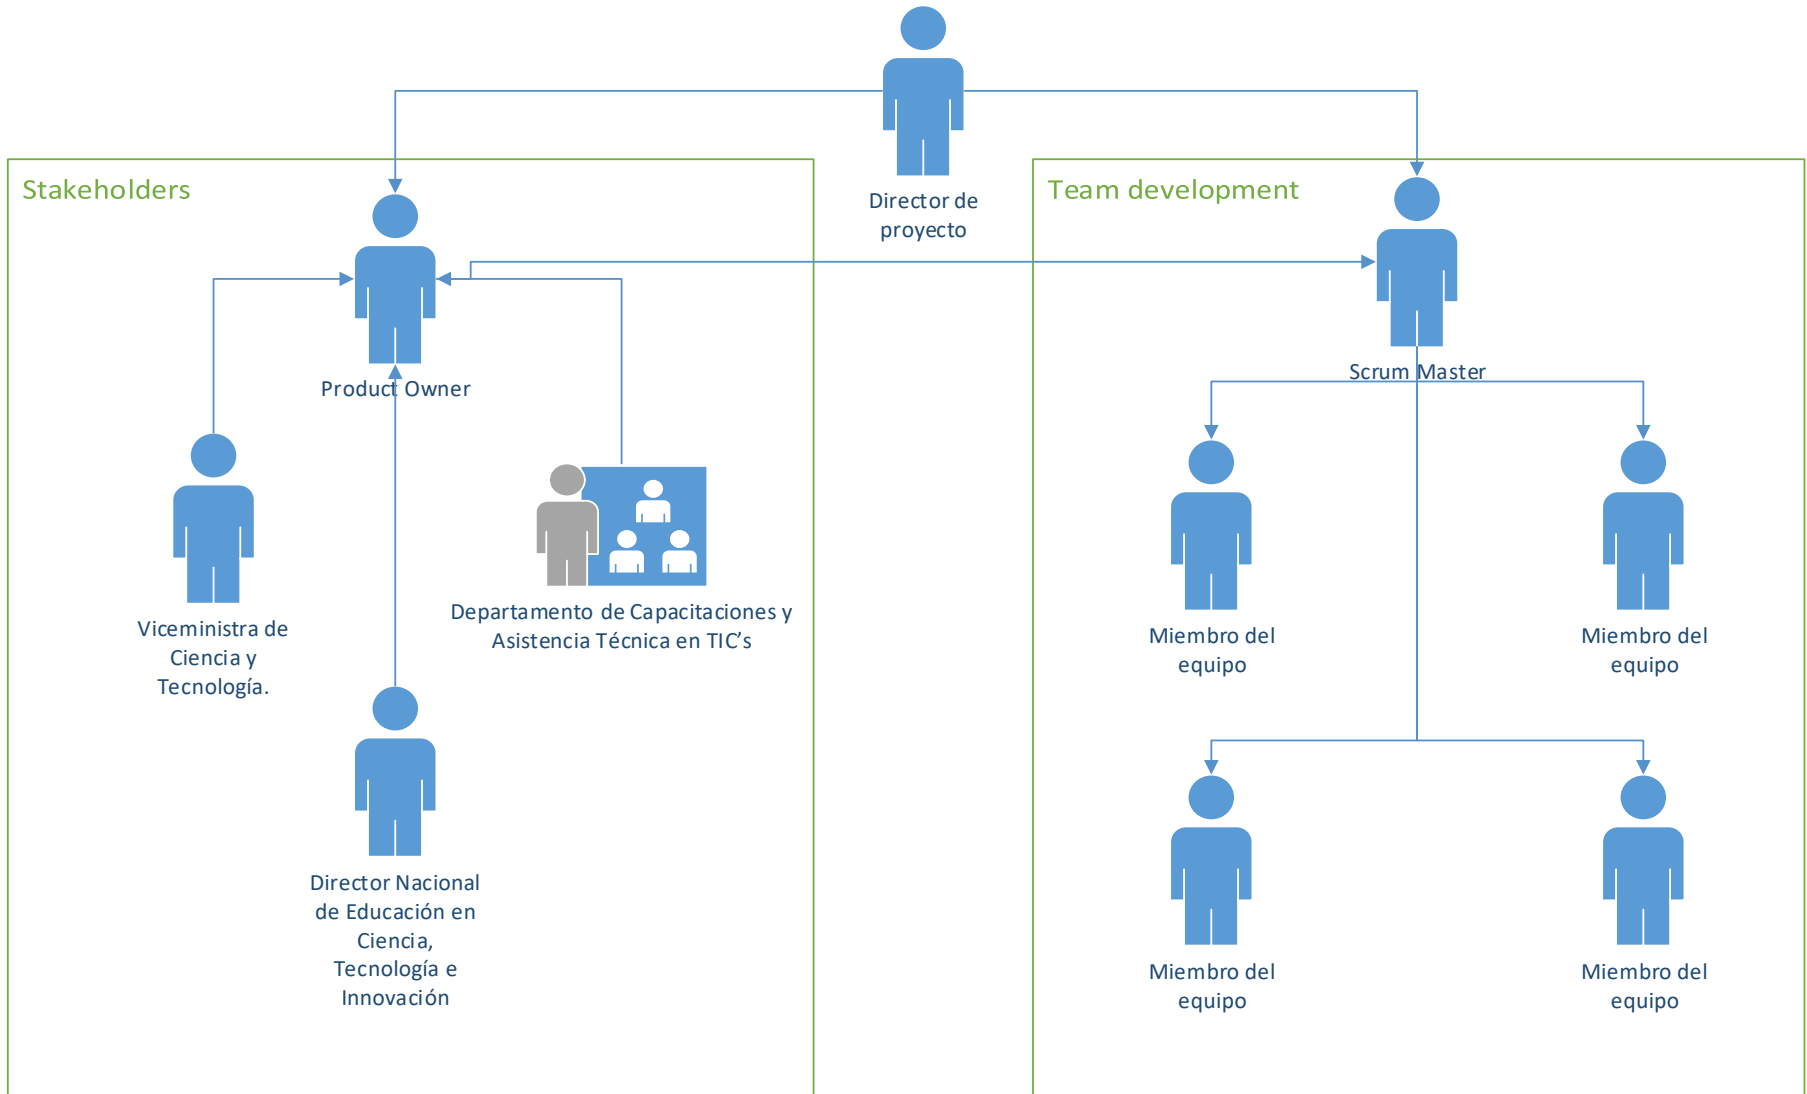 Director de
proyecto
Stakeholders
Product Owner
Viceministra de
Ciencia y
Tecnología.
Departamento de Capacitaciones y
Asistencia Técnica en TIC’s
Director Nacional
de Educación en
Ciencia,
Tecnología e
Innovación
Team development
Scrum Master
Miembro del
equipo
Miembro del
equipo
Miembro del
equipo
Miembro del
equipo